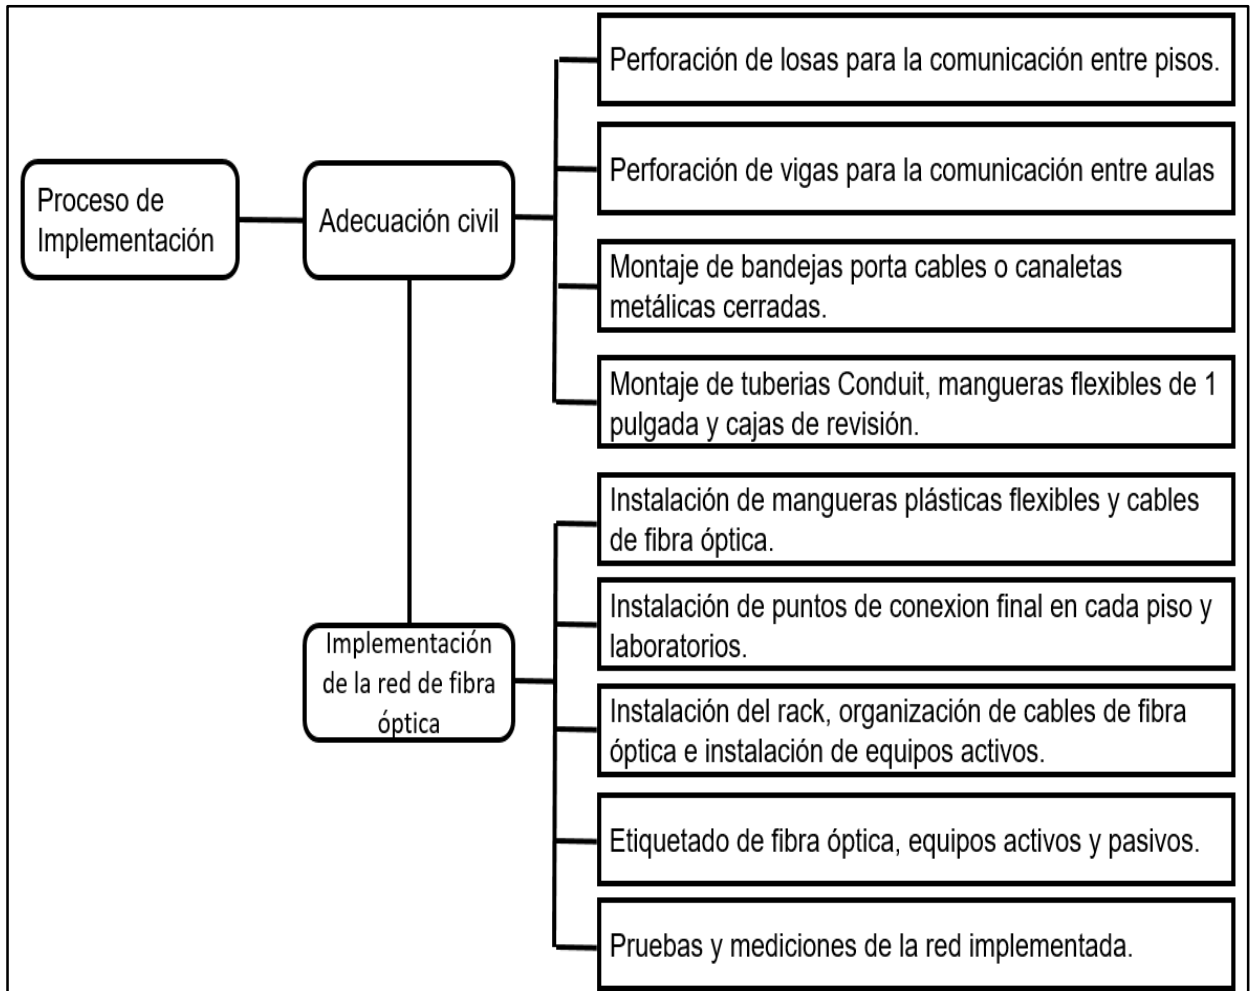 Proceso de
Implementación
Adecuación civil
Perforación de losas para la comunicación entre pisos.
Perforación de vigas para la comunicación entre aulas
Montaje de bandejas porta cables o canaletas
metálicas cerradas.
Montaje de tuberias Conduit, mangueras flexibles de 1
pulgada y cajas de revisión.
Implementación
de la red de fibra
óptica
Instalación de mangueras plásticas flexibles y cables
de fibra óptica.
Instalación de puntos de conexion final en cada piso y
laboratorios.
Instalación del rack, organización de cables de fibra
óptica e instalación de equipos activos.
Etiquetado de fibra óptica, equipos activos y pasivos.
Pruebas y mediciones de la red implementada.